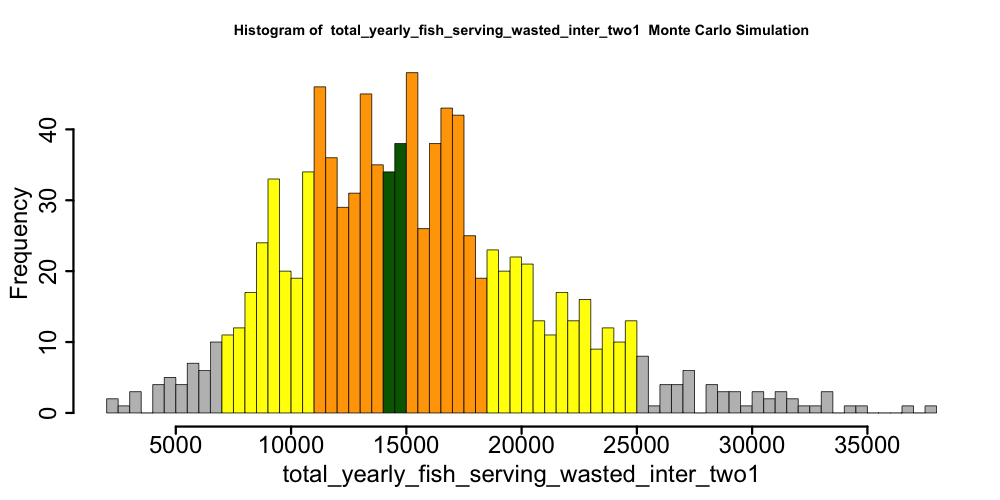 Histogram of  total_yearly_fish_serving_wasted_inter_two1  Monte Carlo Simulation
Frequency
40
30
20
10
0
5000 10000 15000 20000 25000 30000 35000
total_yearly_fish_serving_wasted_inter_two1